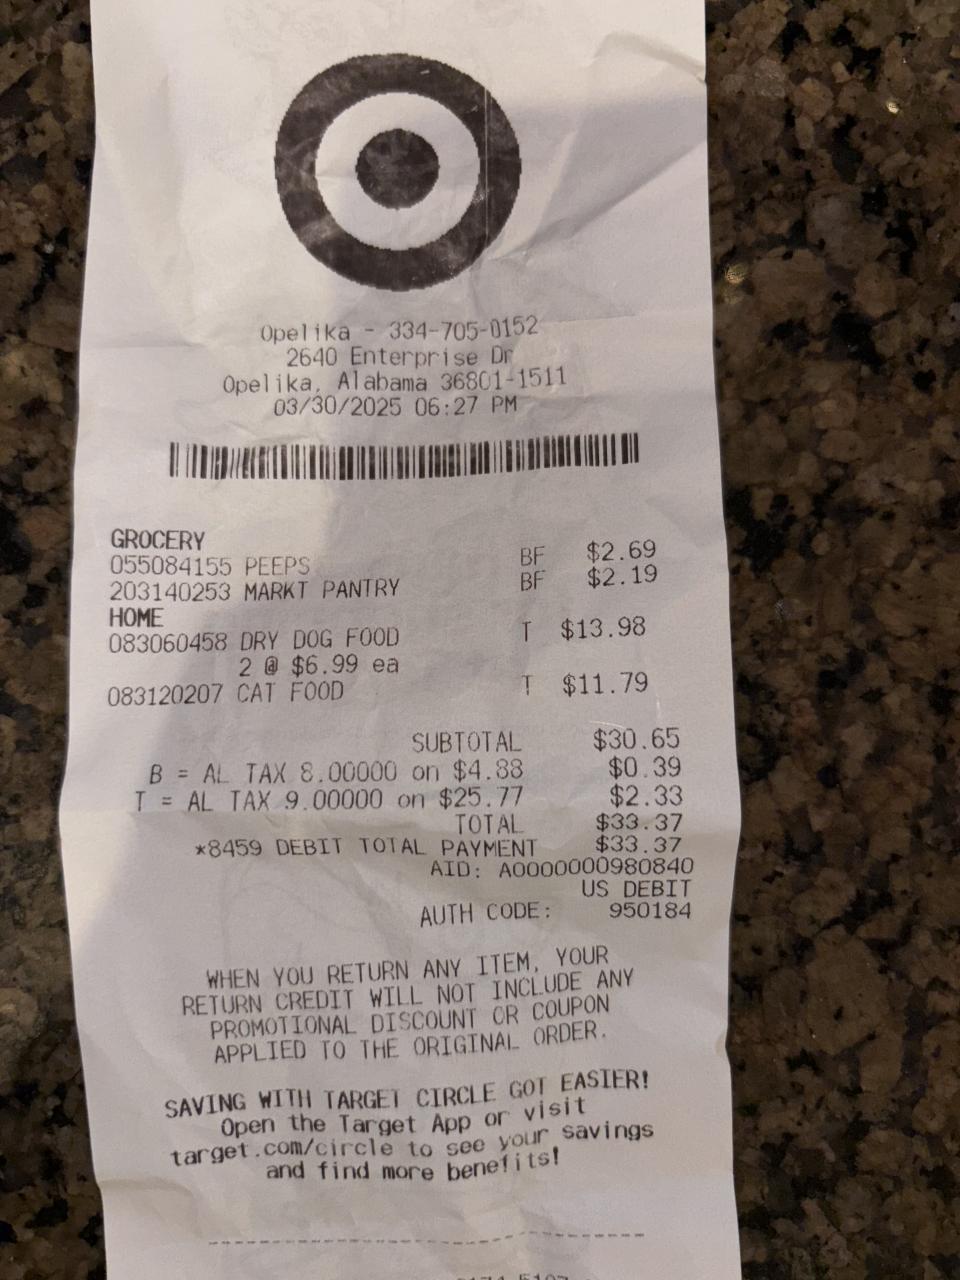 Opelika - 334-705-0152
2640 Enterprise Dr
Opelika, Alabama 36801-1511
03/30/2025 06:27 PM
GROCERY
055084155 PEEPS BF $2.69
203140253 MARKT PANTRY BF $2.19
HOME
083060458 DRY DOG FOOD T $13.98
2 @ $6.99 ea
083120207 CAT FOOD T $11.79
SUBTOTAL $30.65
B = AL TAX 8.00000 on $4.88 $0.39
T = AL TAX 9.00000 on $25.77 $2.33
TOTAL $33.37
*8459 DEBIT TOTAL PAYMENT $33.37
AID: A0000000980840
US DEBIT
AUTH CODE: 950184
WHEN YOU RETURN ANY ITEM, YOUR
RETURN CREDIT WILL NOT INCLUDE ANY
PROMOTIONAL DISCOUNT OR COUPON
APPLIED TO THE ORIGINAL ORDER.
SAVING WITH TARGET CIRCLE GOT EASIER!
Open the Target App or visit
target.com/circle to see your savings
and find more benefits!